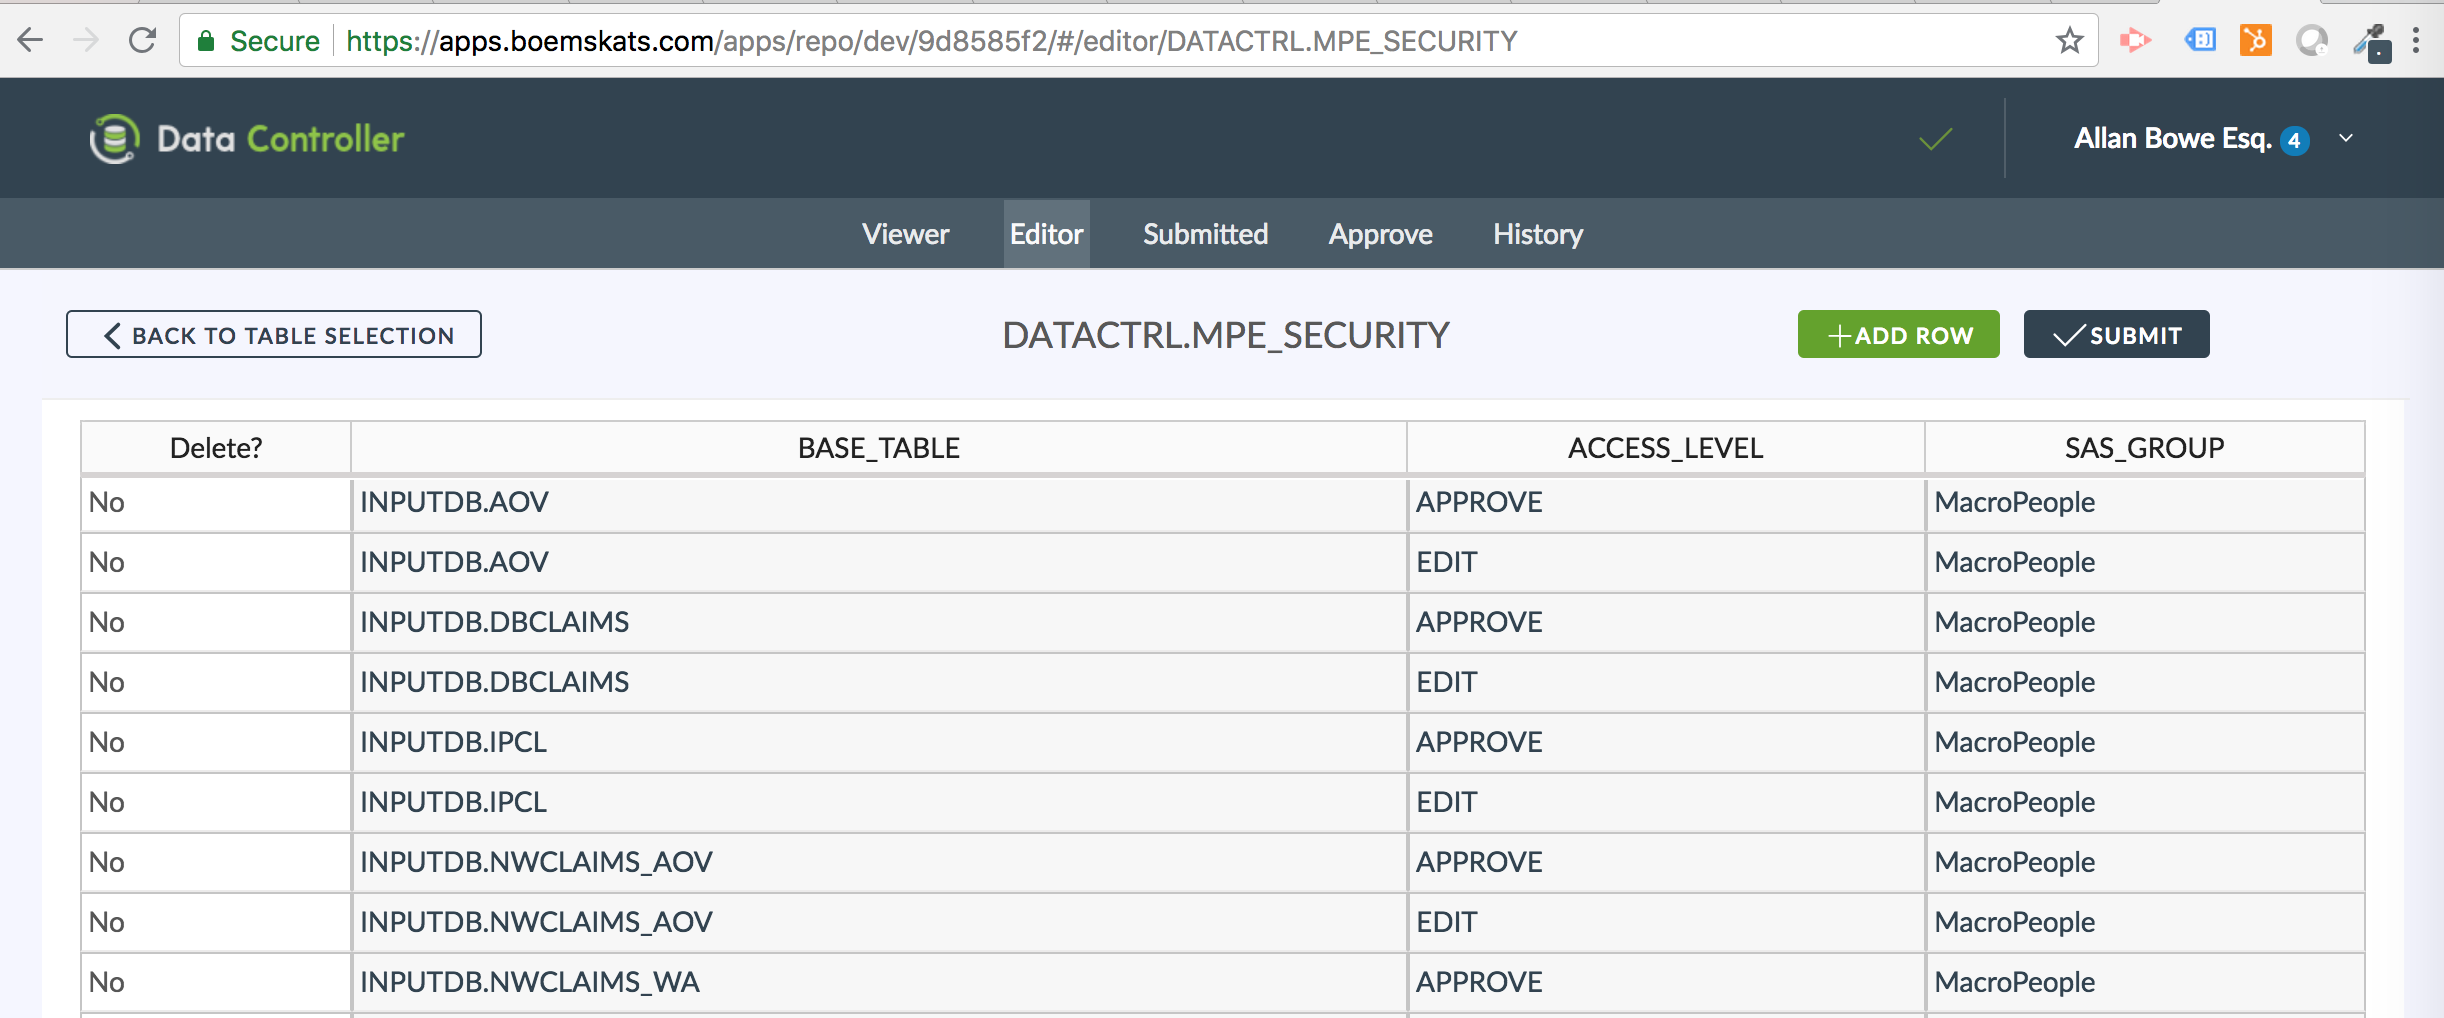 Secure https://apps.boemskats.com/apps/repo/dev/9d8585f2/#/editor/DATACTRL.MPE_SECURITY
Data Controller
Allan Bowe Esq. 4
Viewer Editor Submitted Approve History
BACK TO TABLE SELECTION DATACTRL.MPE_SECURITY ADD ROW SUBMIT
Delete? BASE_TABLE ACCESS_LEVEL SAS_GROUP
No INPUTDB.AOV APPROVE MacroPeople
No INPUTDB.AOV EDIT MacroPeople
No INPUTDB.DBCLAIMS APPROVE MacroPeople
No INPUTDB.DBCLAIMS EDIT MacroPeople
No INPUTDB.IPCL APPROVE MacroPeople
No INPUTDB.IPCL EDIT MacroPeople
No INPUTDB.NWCLAIMS_AOV APPROVE MacroPeople
No INPUTDB.NWCLAIMS_AOV EDIT MacroPeople
No INPUTDB.NWCLAIMS_WA APPROVE MacroPeople